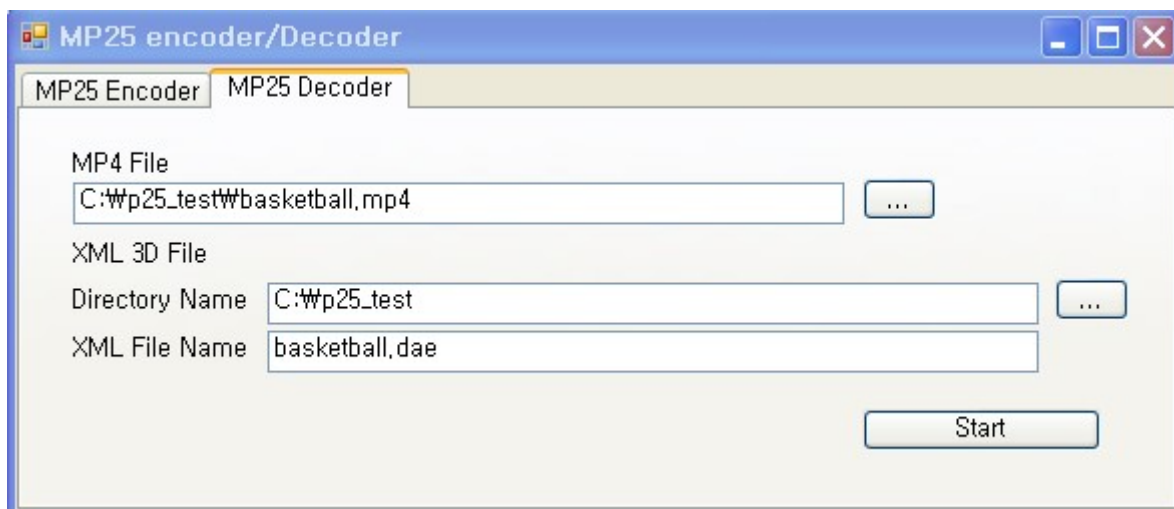 MP25 encoder/Decoder
MP25 Encoder MP25 Decoder
MP4 File
C:₩p25_test₩basketball.mp4 ...
XML 3D File
Directory Name C:₩p25_test ...
XML File Name basketball.dae
Start